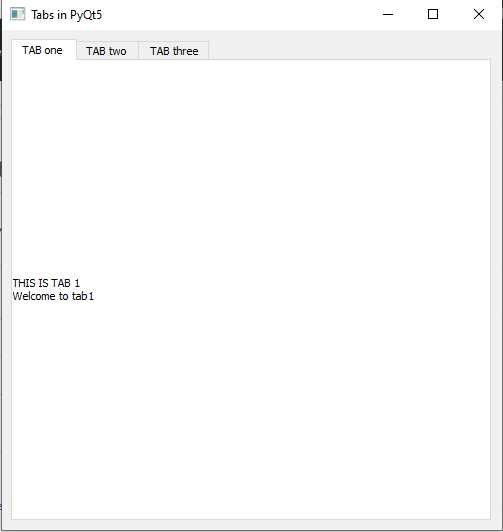 Tabs in PyQt5
TAB one TAB two TAB three
THIS IS TAB 1
Welcome to tab1